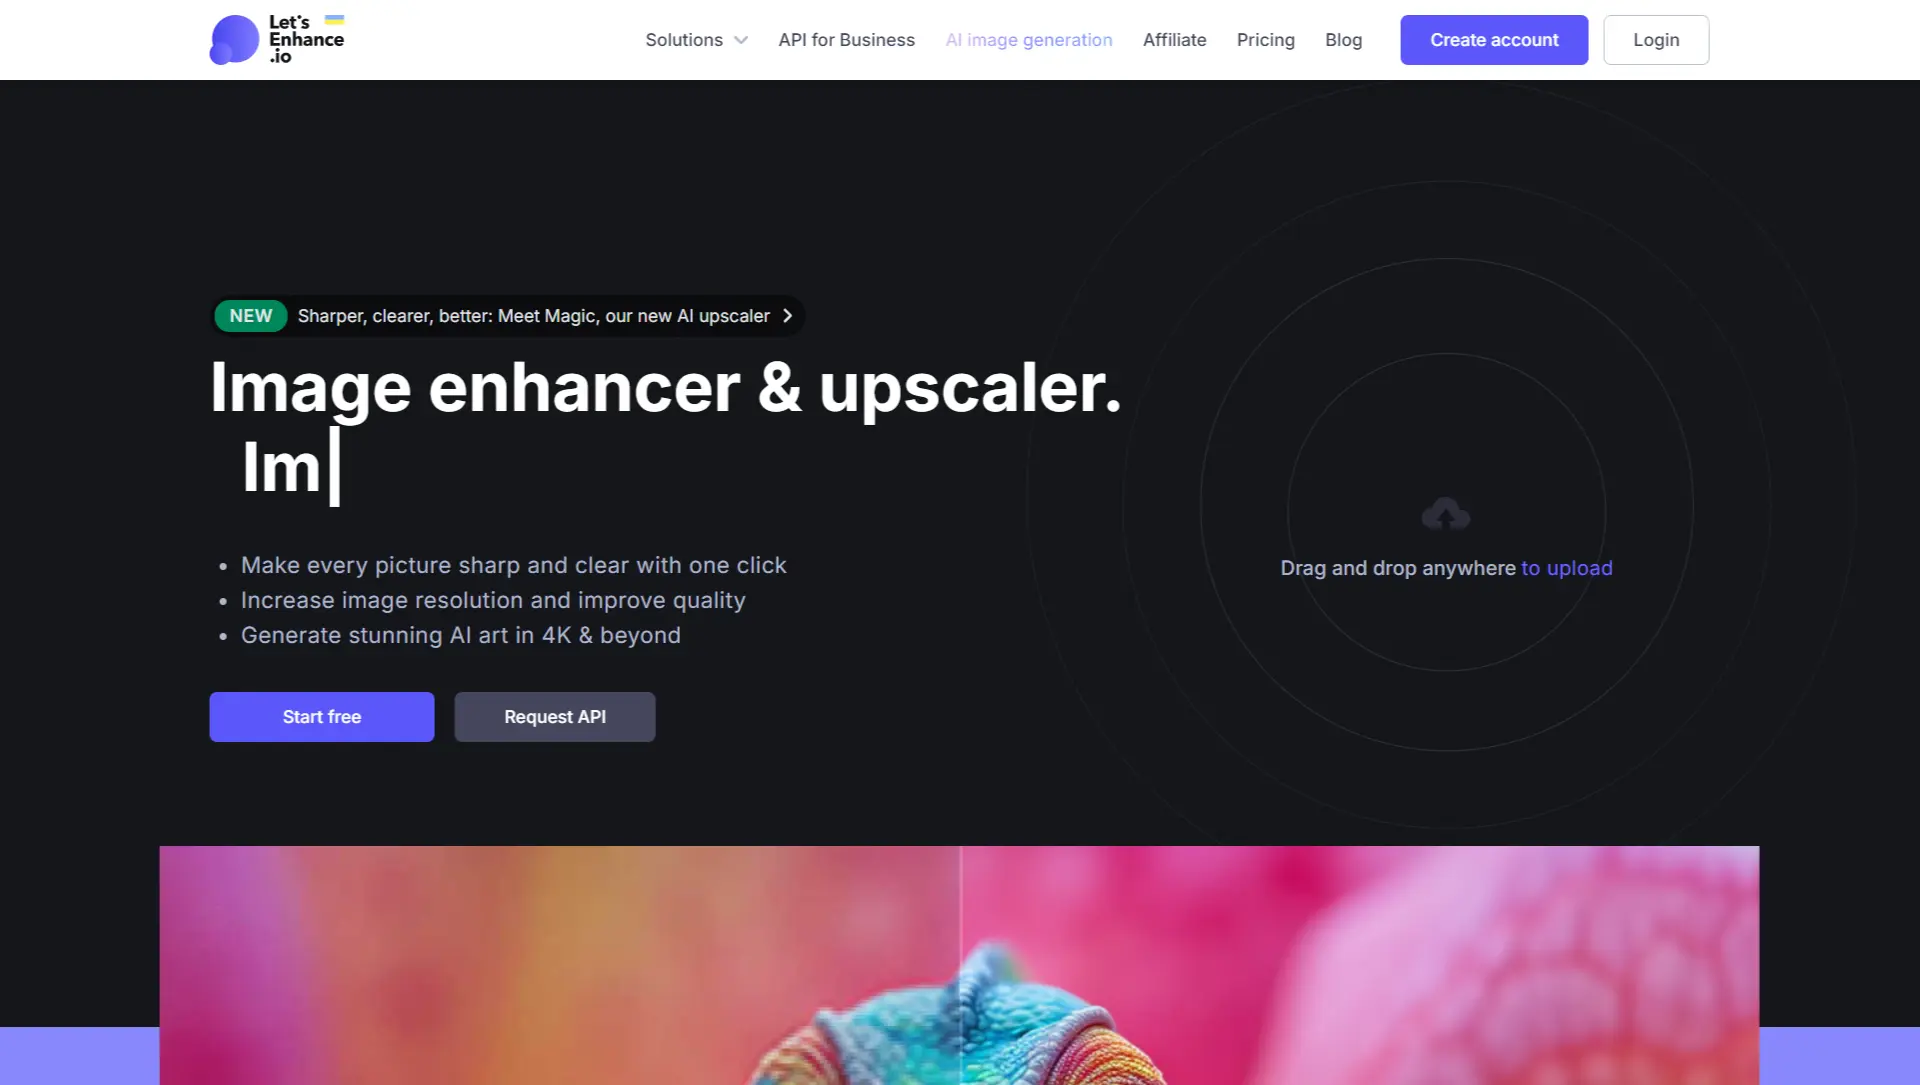 Let's
Enhance
.io
Solutions
API for Business
AI image generation
Affiliate
Pricing
Blog
Create account
Login
NEW Sharper, clearer, better: Meet Magic, our new AI upscaler
Image enhancer & upscaler.
Im
Make every picture sharp and clear with one click
Increase image resolution and improve quality
Generate stunning AI art in 4K & beyond
Start free
Request API
Drag and drop anywhere to upload